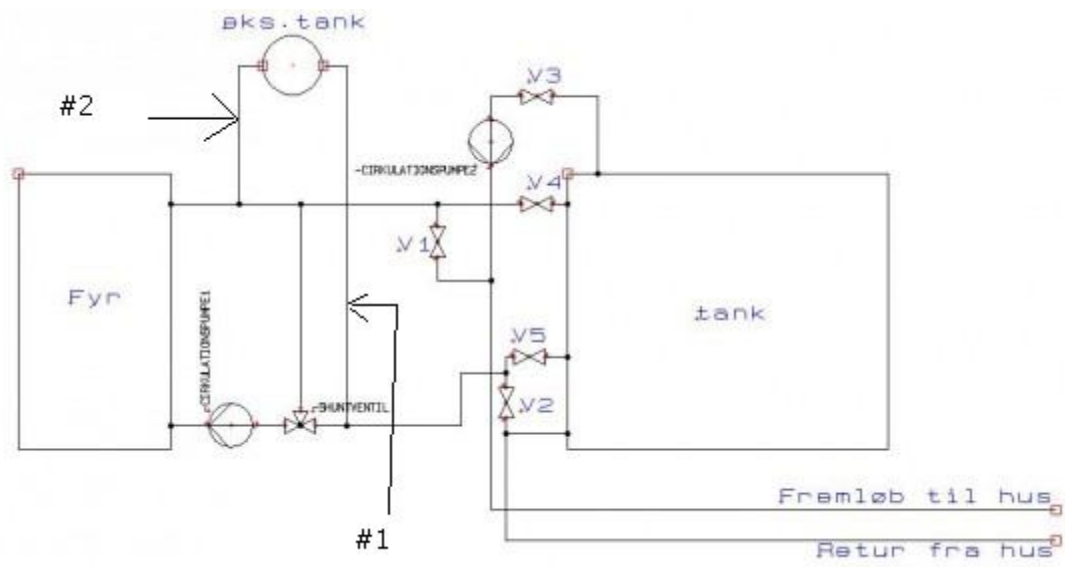 øks.tank
#2
V3
-CIRKULATIONSPUMPE2
V4
V1
Fyr
tank
-CIRKULATIONSPUMPE1
V5
V2
-SHUNTVENTIL
Fremløb til hus
#1
Retur fra hus